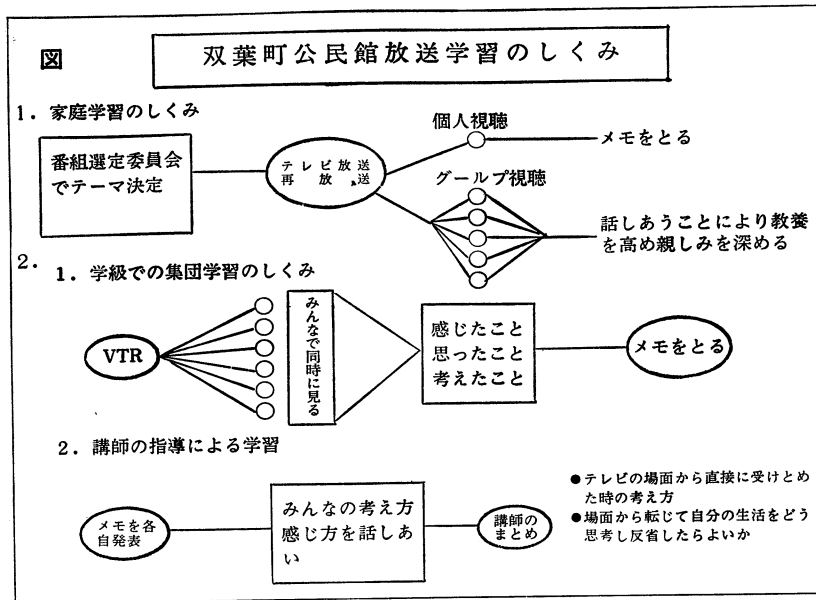 図
双葉町公民館放送学習のしくみ
1. 家庭学習のしくみ
番組選定委員会
でテーマ決定
テレビ放送
再放送
個人視聴
メモをとる
グールプ視聴
話しあうことにより教養
を高め親しみを深める
2.
1. 学級での集団学習のしくみ
VTR
みんなで同時に見る
感じたこと
思ったこと
考えたこと
メモをとる
2. 講師の指導による学習
メモを各
自発表
みんなの考え方
感じ方を話しあ
い
講師の
まとめ
●テレビの場面から直接に受けとめ
た時の考え方
●場面から転じて自分の生活をどう
思考し反省したらよいか